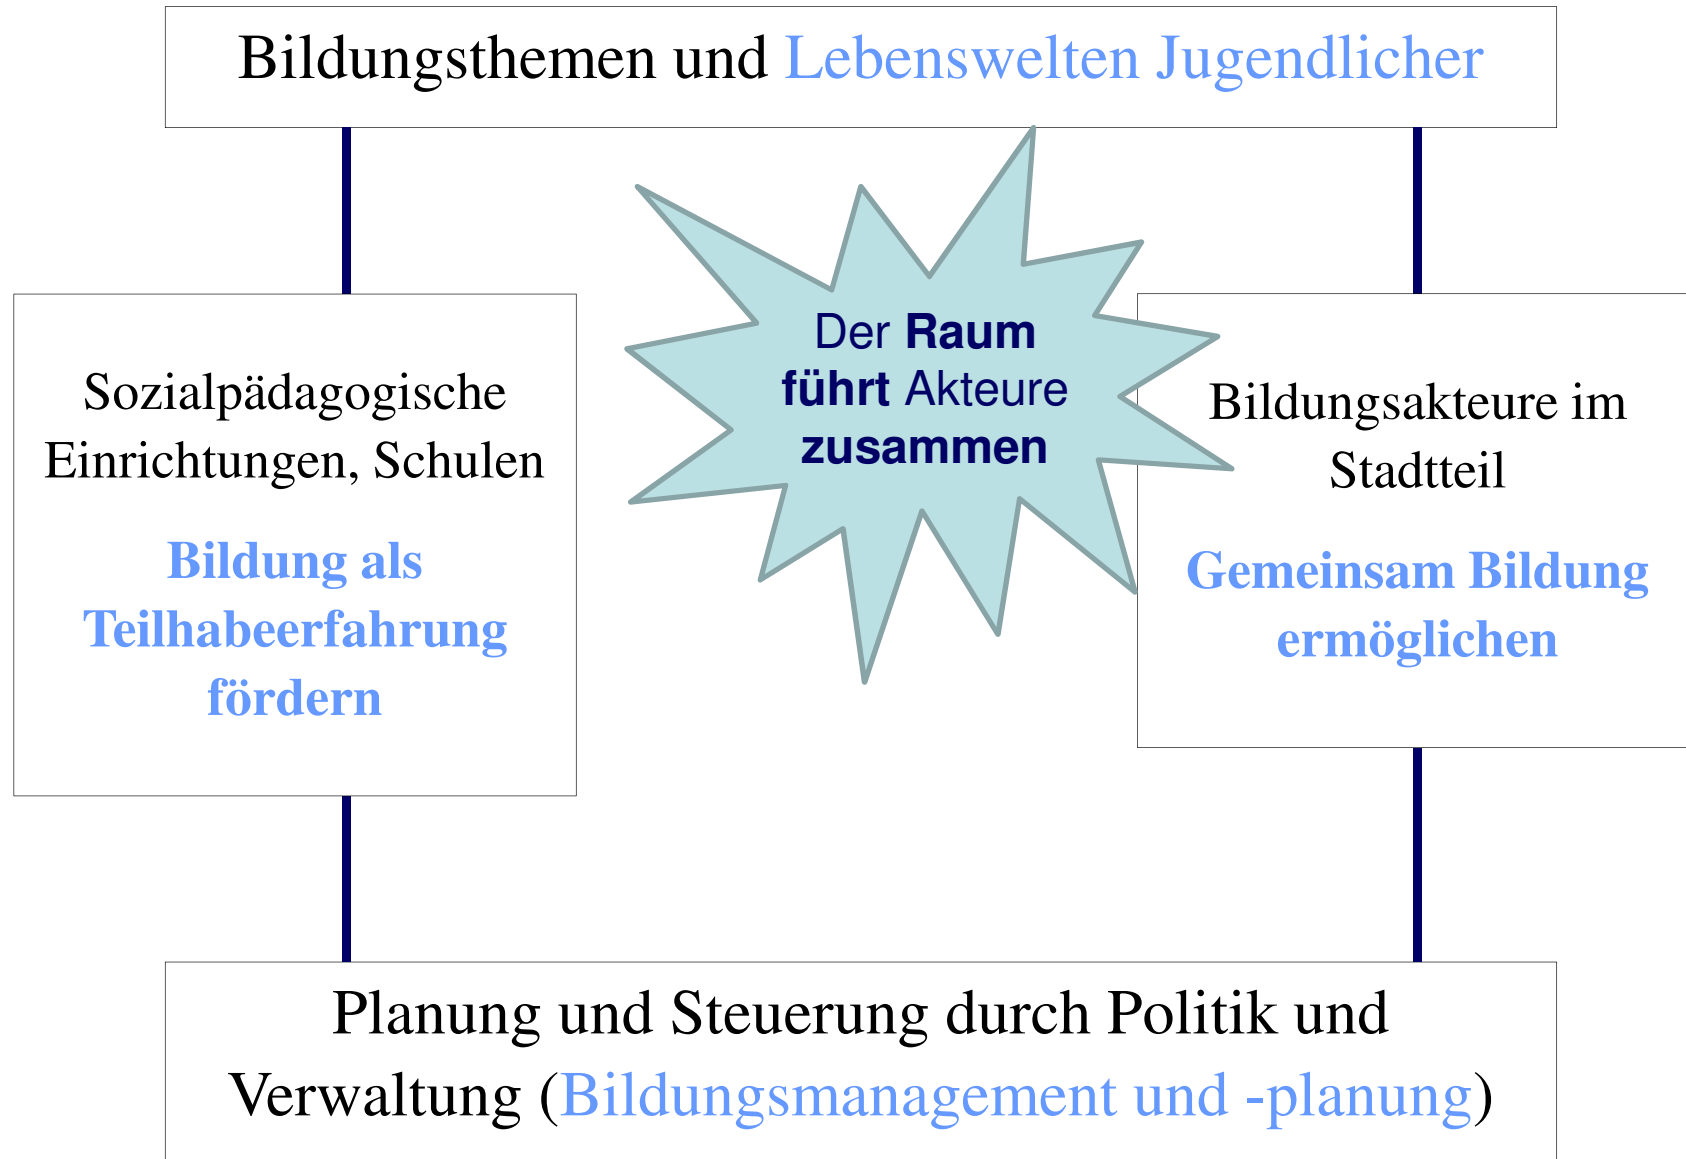 Bildungsthemen und Lebenswelten Jugendlicher
Der Raum
führt Akteure
zusammen
Sozialpädagogische
Einrichtungen, Schulen
Bildung als
Teilhabeerfahrung
fördern
Bildungsakteure im
Stadtteil
Gemeinsam Bildung
ermöglichen
Planung und Steuerung durch Politik und
Verwaltung (Bildungsmanagement und -planung)